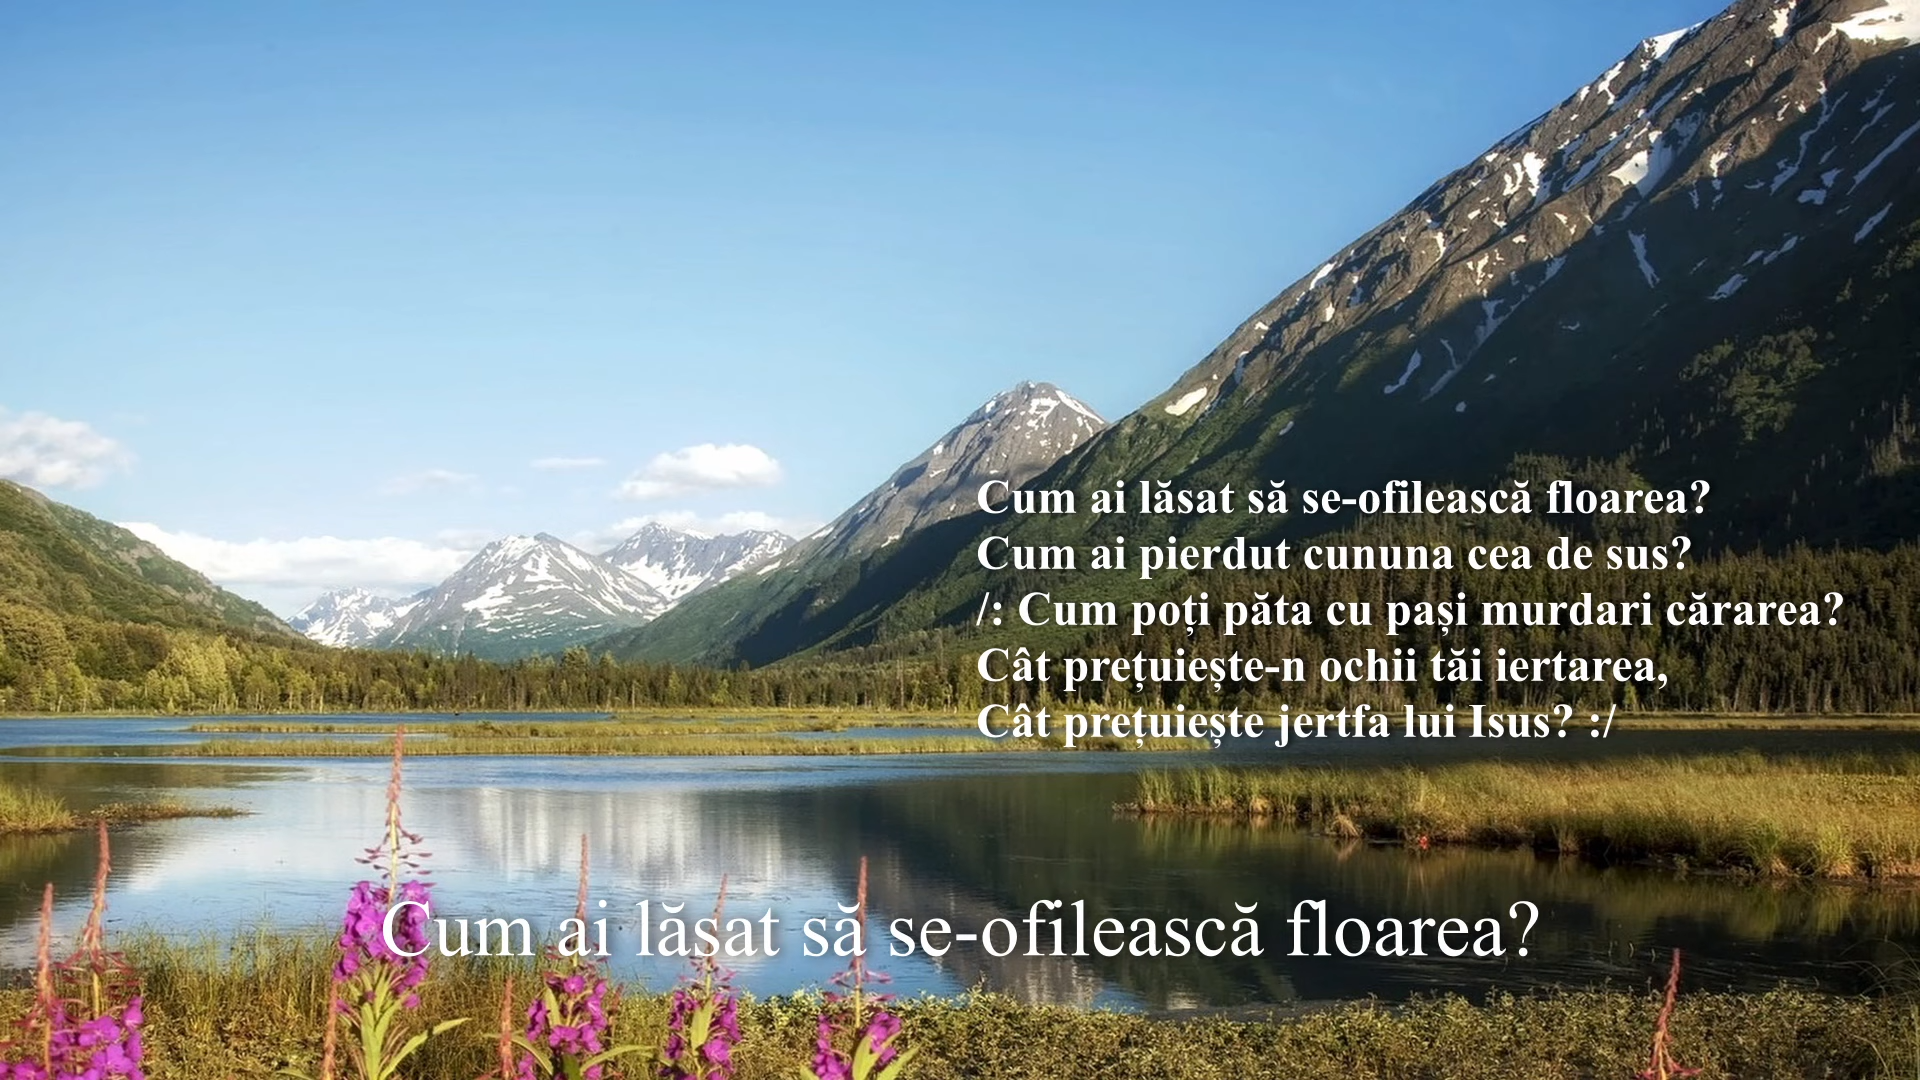 Cum ai lăsat să se-ofilească floarea?
Cum ai pierdut cununa cea de sus?
/: Cum poți păta cu pași murdari cărarea?
Cât prețuiește-n ochii tăi iertarea,
Cât prețuiește jertfa lui Isus? :/
Cum ai lăsat să se-ofilească floarea?